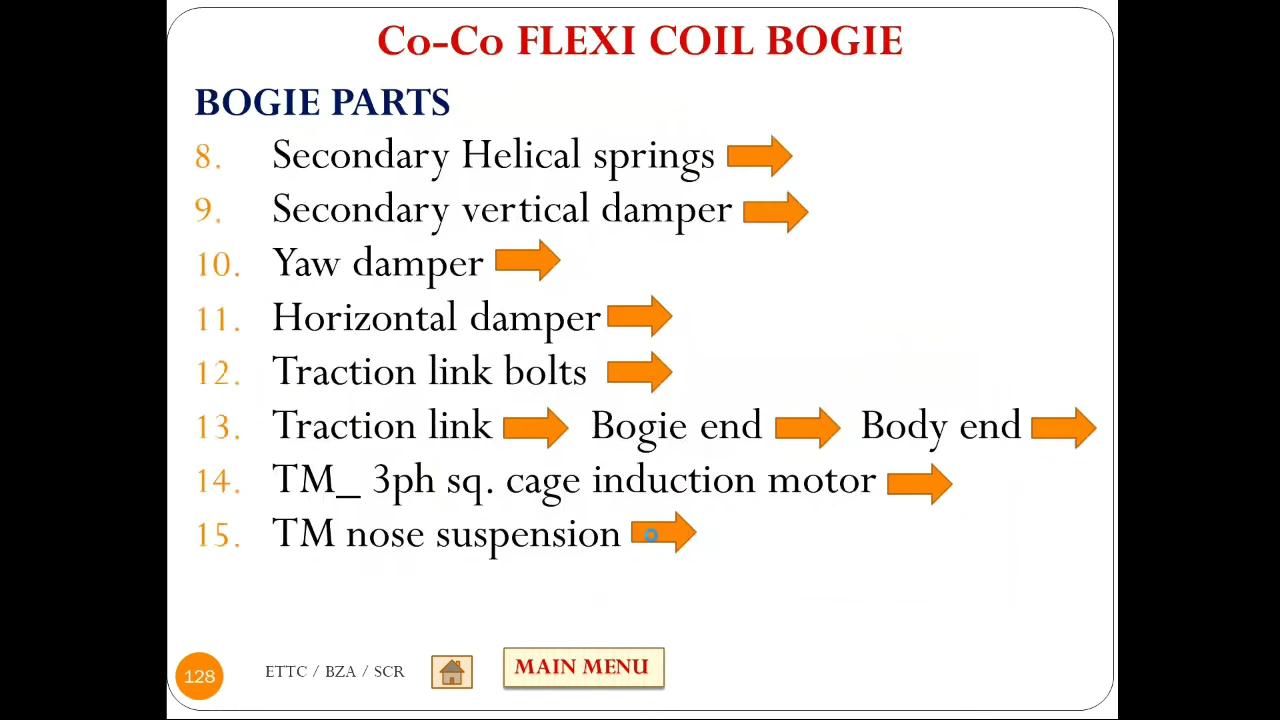 Co-Co FLEXI COIL BOGIE
BOGIE PARTS
8. Secondary Helical springs
9. Secondary vertical damper
10. Yaw damper
11. Horizontal damper
12. Traction link bolts
13. Traction link Bogie end Body end
14. TM_ 3ph sq. cage induction motor
15. TM nose suspension
128 ETTC / BZA / SCR MAIN MENU